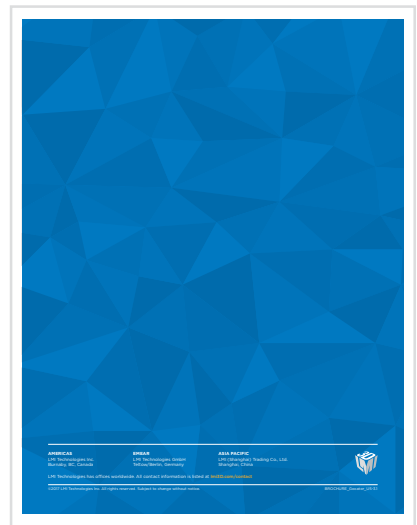 AMERICAS
LMI Technologies Inc.
Burnaby, BC, Canada
EMEAR
LMI Technologies GmbH
Teltow/Berlin, Germany
ASIA PACIFIC
LMI (Shanghai) Trading Co., Ltd.
Shanghai, China
LMI Technologies has offices worldwide. All contact information is listed at lmi3D.com/contact
©2017 LMI Technologies Inc. All rights reserved. Subject to change without notice.